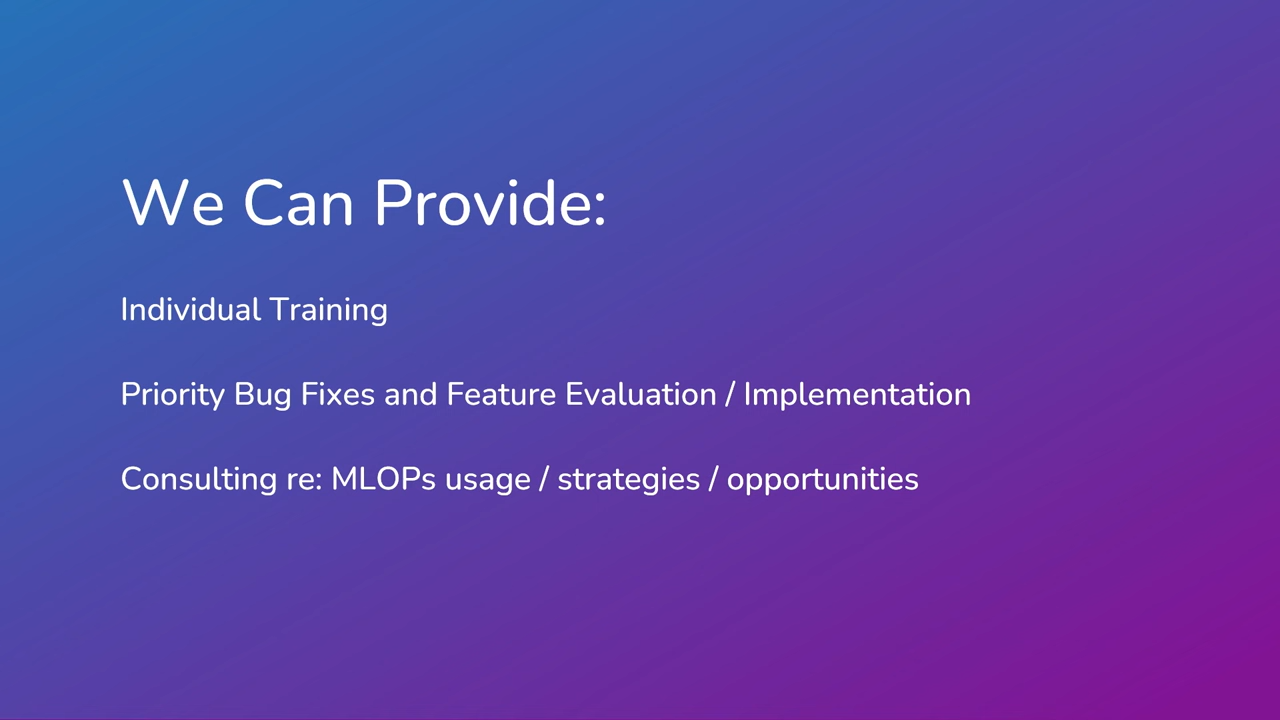 We Can Provide:
Individual Training
Priority Bug Fixes and Feature Evaluation / Implementation
Consulting re: MLOPs usage / strategies / opportunities